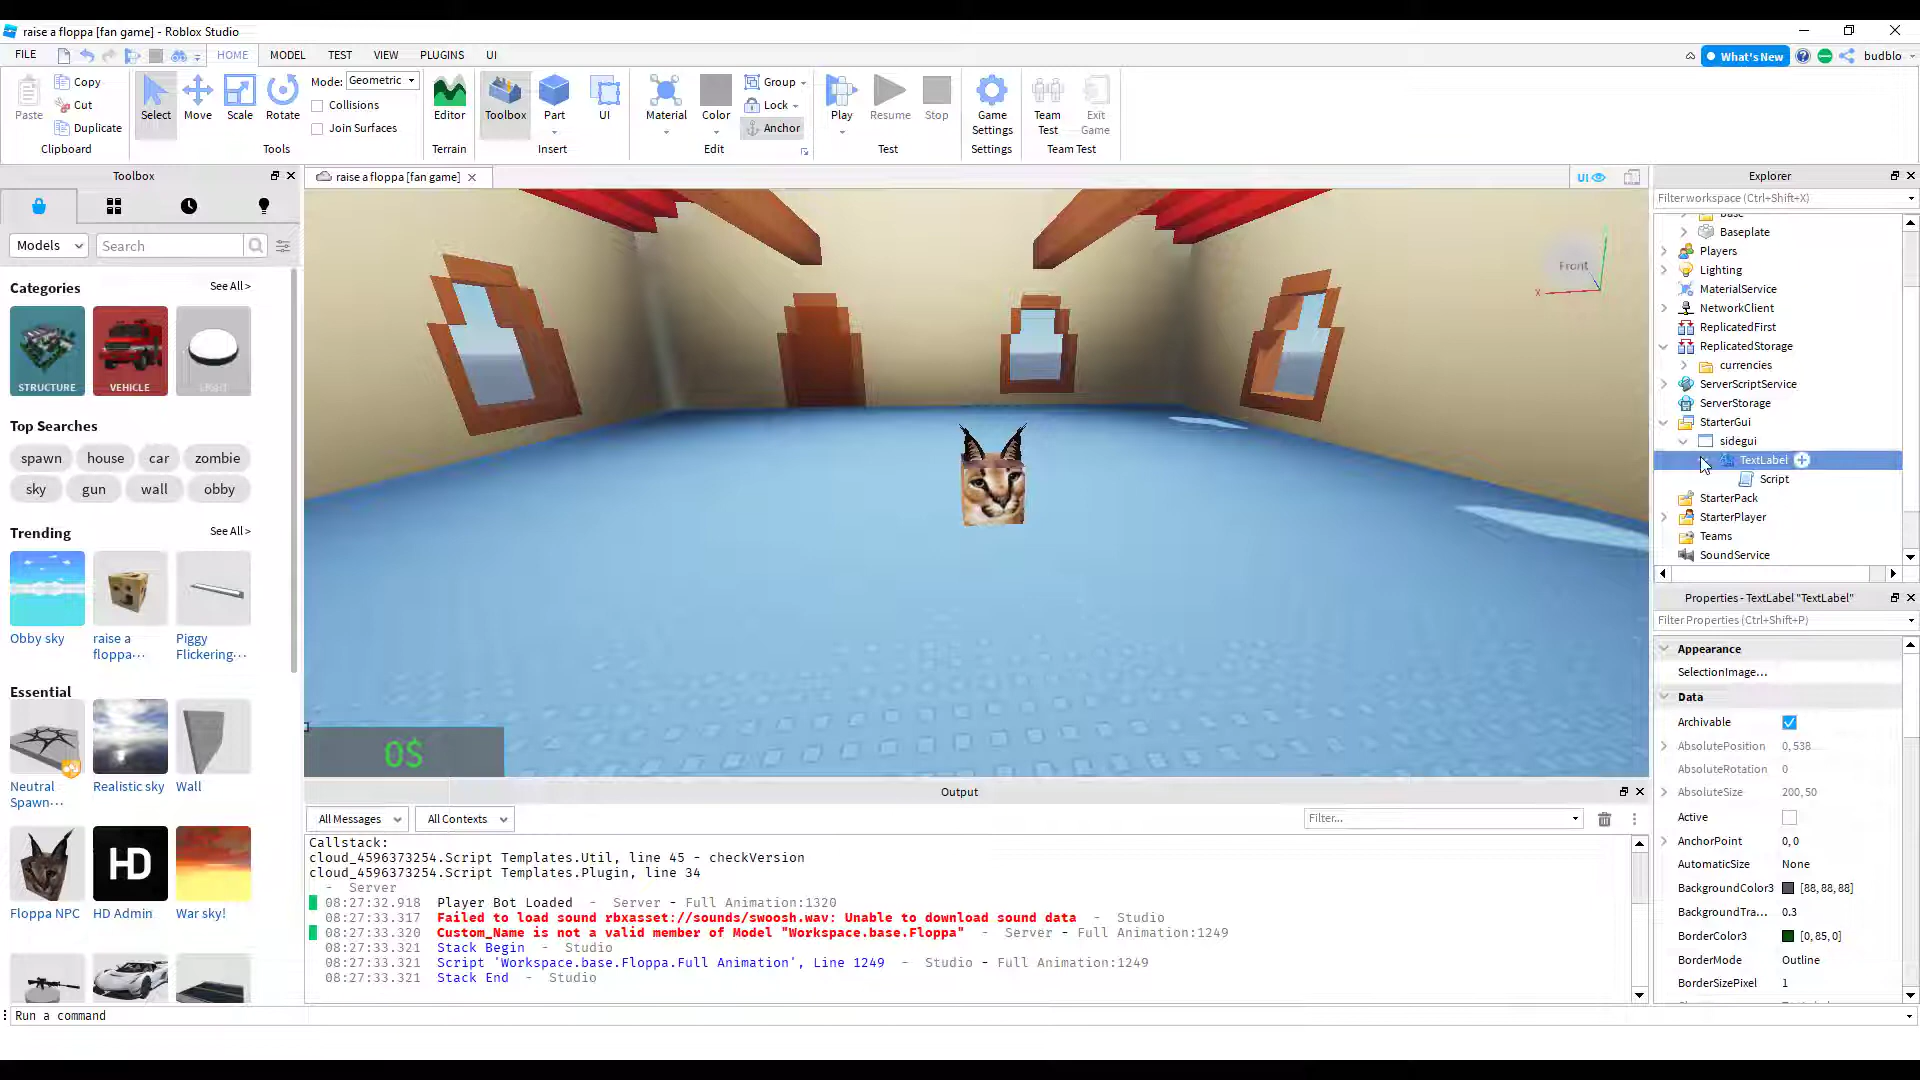 raise a floppa [fan game] - Roblox Studio
FILE
HOME
MODEL
TEST
VIEW
PLUGINS
UI
What's New
budblo
Paste
Copy
Cut
Duplicate
Clipboard
Select
Move
Scale
Rotate
Mode: Geometric
Collisions
Join Surfaces
Tools
Editor
Terrain
Toolbox
Part
UI
Insert
Material
Color
Group
Lock
Anchor
Edit
Play
Resume
Stop
Test
Game
Settings
Settings
Team
Test
Exit
Game
Team Test
Toolbox
Models
Search
Categories
See All >
STRUCTURE
VEHICLE
Top Searches
spawn
house
car
zombie
sky
gun
wall
obby
Trending
See All >
Obby sky
raise a
floppa...
Piggy
Flickering...
Essential
Neutral
Spawn...
Realistic sky
Wall
HD
Floppa NPC
HD Admin
War sky!
raise a floppa [fan game]
UI
Front
X
0$
Output
All Messages
All Contexts
Filter...
Callstack:
cloud_4596373254.Script Templates.Util, line 45 - checkVersion
cloud_4596373254.Script Templates.Plugin, line 34
- Server
08:27:32.918 Player Bot Loaded - Server - Full Animation:1320
08:27:33.317 Failed to load sound rbxasset://sounds/swoosh.wav: Unable to download sound data - Studio
08:27:33.320 Custom_Name is not a valid member of Model "Workspace.base.Floppa" - Server - Full Animation:1249
08:27:33.321 Stack Begin - Studio
08:27:33.321 Script 'Workspace.base.Floppa.Full Animation', Line 1249 - Studio - Full Animation:1249
08:27:33.321 Stack End - Studio
Run a command
Explorer
Filter workspace (Ctrl+Shift+X)
Base
Baseplate
Players
Lighting
MaterialService
NetworkClient
ReplicatedFirst
ReplicatedStorage
currencies
ServerScriptService
ServerStorage
StarterGui
sidegui
TextLabel
Script
StarterPack
StarterPlayer
Teams
SoundService
Properties - TextLabel "TextLabel"
Filter Properties (Ctrl+Shift+P)
Appearance
SelectionImage...
Data
Archivable
AbsolutePosition 0, 538
AbsoluteRotation 0
AbsoluteSize 200, 50
Active
AnchorPoint 0, 0
AutomaticSize None
BackgroundColor3 [88, 88, 88]
BackgroundTra... 0.3
BorderColor3 [0, 85, 0]
BorderMode Outline
BorderSizePixel 1